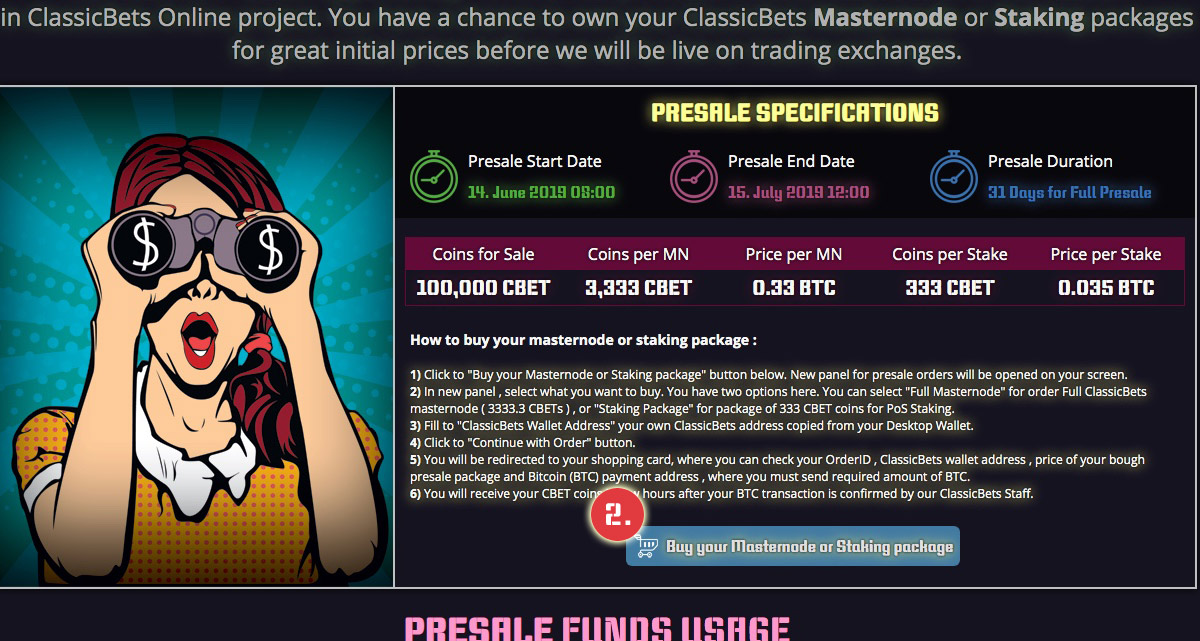 in ClassicBets Online project. You have a chance to own your ClassicBets Masternode or Staking packages
for great initial prices before we will be live on trading exchanges.
PRESALE SPECIFICATIONS
Presale Start Date
14. June 2019 08:00
Presale End Date
15. July 2019 12:00
Presale Duration
31 Days for Full Presale
Coins for Sale Coins per MN Price per MN Coins per Stake Price per Stake
100,000 CBET 3,333 CBET 0.33 BTC 333 CBET 0.035 BTC
How to buy your masternode or staking package :
1) Click to "Buy your Masternode or Staking package" button below. New panel for presale orders will be opened on your screen.
2) In new panel , select what you want to buy. You have two options here. You can select "Full Masternode" for order Full ClassicBets
masternode ( 3333.3 CBETs ) , or "Staking Package" for package of 333 CBET coins for PoS Staking.
3) Fill to "ClassicBets Wallet Address" your own ClassicBets address copied from your Desktop Wallet.
4) Click to "Continue with Order" button.
5) You will be redirected to your shopping card, where you can check your OrderID , ClassicBets wallet address , price of your bough
presale package and Bitcoin (BTC) payment address , where you must send required amount of BTC.
6) You will receive your CBET coins hours after your BTC transaction is confirmed by our ClassicBets Staff.
2.
Buy your Masternode or Staking package
PRESALE FUNDS USAGE